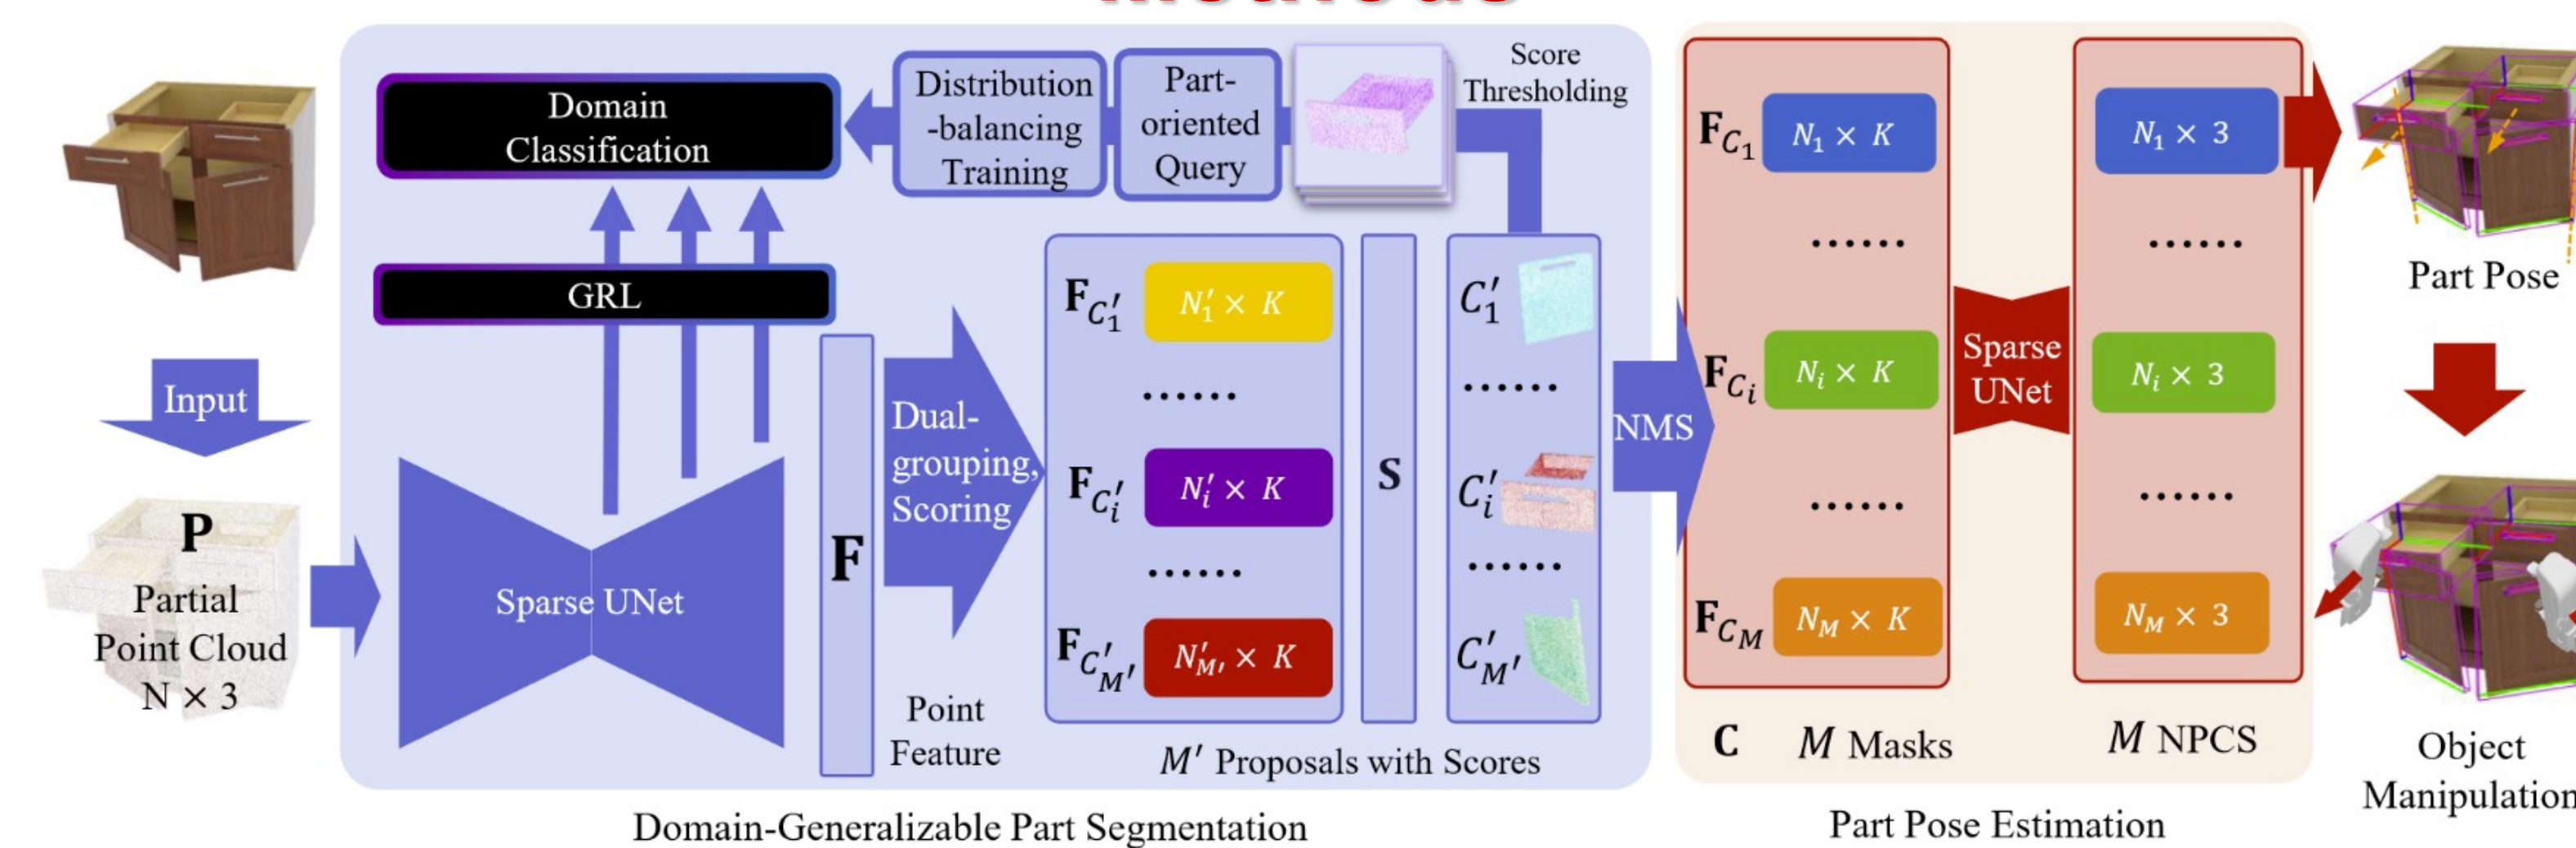 Methods
Domain
Classification
Distribution
-balancing
Training
Part-
oriented
Query
Score
Thresholding
GRL
Input
P
Partial
Point Cloud
N × 3
Sparse UNet
F
Dual-
grouping,
Scoring
Point
Feature
F_{C'_1} N'_1 × K
......
F_{C'_i} N'_i × K
......
F_{C'_{M'}} N'_{M'} × K
S
C'_1
......
C'_i
......
C'_{M'}
M' Proposals with Scores
Domain-Generalizable Part Segmentation
NMS
F_{C_1} N_1 × K
......
F_{C_i} N_i × K
......
F_{C_M} N_M × K
C M Masks
Sparse
UNet
N_1 × 3
......
N_i × 3
......
N_M × 3
M NPCS
Part Pose Estimation
Part Pose
Object
Manipulation